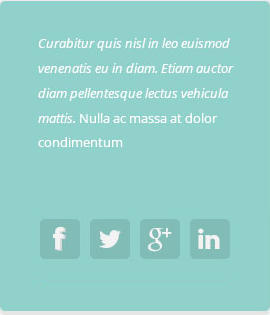 Curabitur quis nisl in leo euismod
venenatis eu in diam. Etiam auctor
diam pellentesque lectus vehicula
mattis. Nulla ac massa at dolor
condimentum
f g+ in